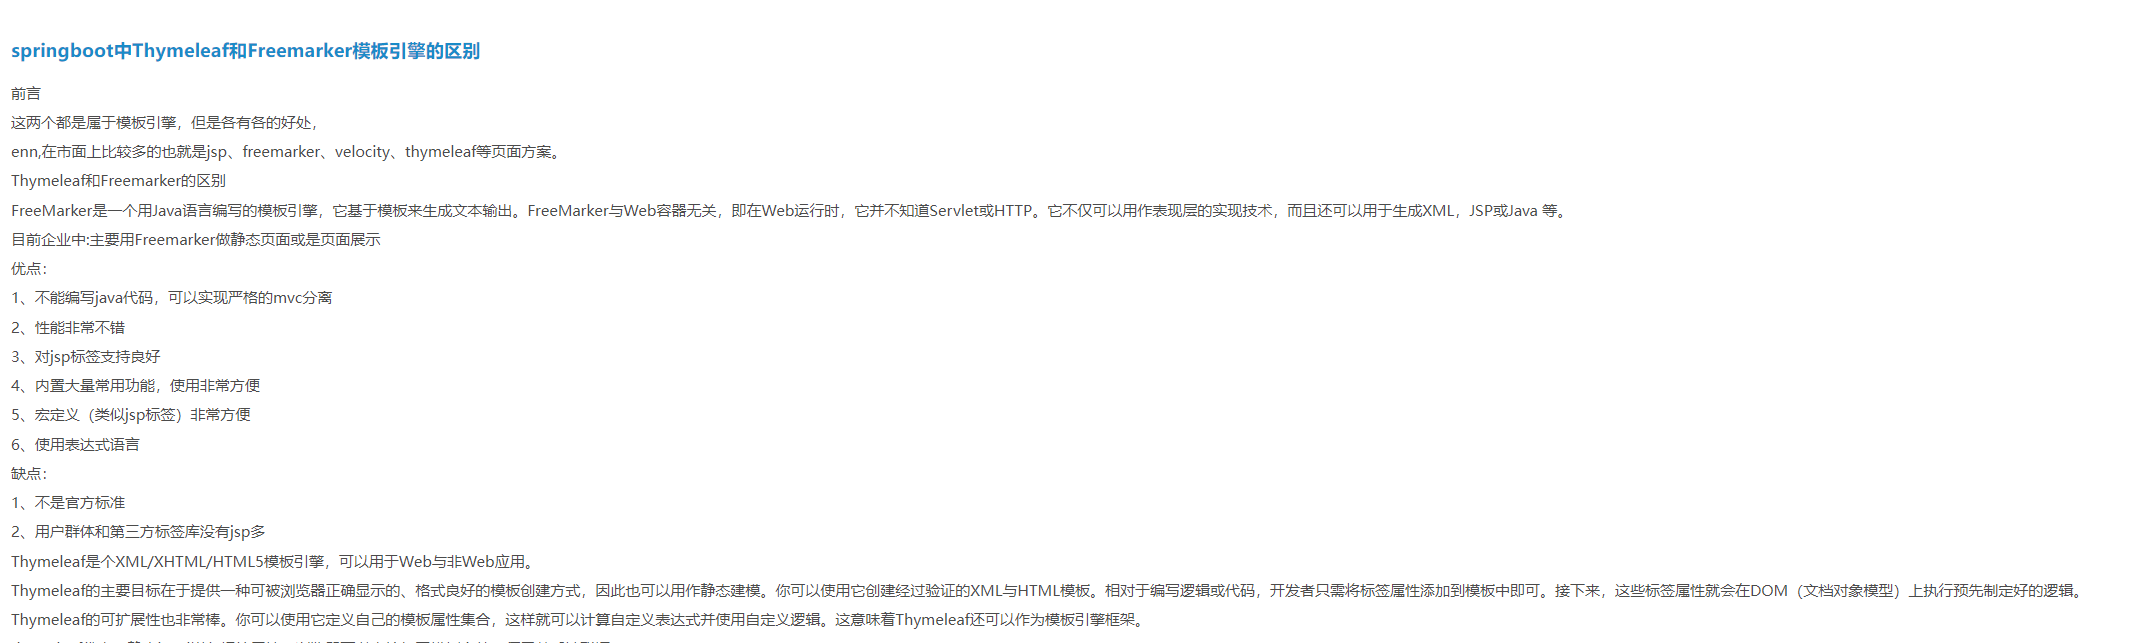 springboot中Thymeleaf和Freemarker模板引擎的区别
前言
这两个都是属于模板引擎，但是各有各的好处，
enn,在市面上比较多的也就是jsp、freemarker、velocity、thymeleaf等页面方案。
Thymeleaf和Freemarker的区别
FreeMarker是一个用Java语言编写的模板引擎，它基于模板来生成文本输出。FreeMarker与Web容器无关，即在Web运行时，它并不知道Servlet或HTTP。它不仅可以用作表现层的实现技术，而且还可以用于生成XML，JSP或Java 等。
目前企业中:主要用Freemarker做静态页面或是页面展示
优点：
1、不能编写java代码，可以实现严格的mvc分离
2、性能非常不错
3、对jsp标签支持良好
4、内置大量常用功能，使用非常方便
5、宏定义（类似jsp标签）非常方便
6、使用表达式语言
缺点：
1、不是官方标准
2、用户群体和第三方标签库没有jsp多
Thymeleaf是个XML/XHTML/HTML5模板引擎，可以用于Web与非Web应用。
Thymeleaf的主要目标在于提供一种可被浏览器正确显示的、格式良好的模板创建方式，因此也可以用作静态建模。你可以使用它创建经过验证的XML与HTML模板。相对于编写逻辑或代码，开发者只需将标签属性添加到模板中即可。接下来，这些标签属性就会在DOM（文档对象模型）上执行预先制定好的逻辑。
Thymeleaf的可扩展性也非常棒。你可以使用它定义自己的模板属性集合，这样就可以计算自定义表达式并使用自定义逻辑。这意味着Thymeleaf还可以作为模板引擎框架。